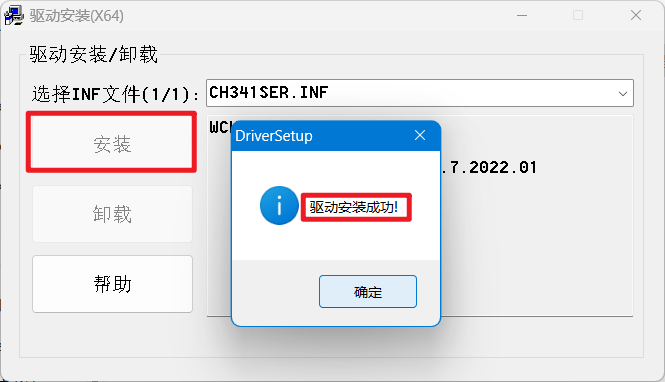 驱动安装(X64)
驱动安装/卸载
选择INF文件(1/1):
CH341SER.INF
安装
卸载
帮助
WCH
.7.2022.01
DriverSetup
驱动安装成功!
确定